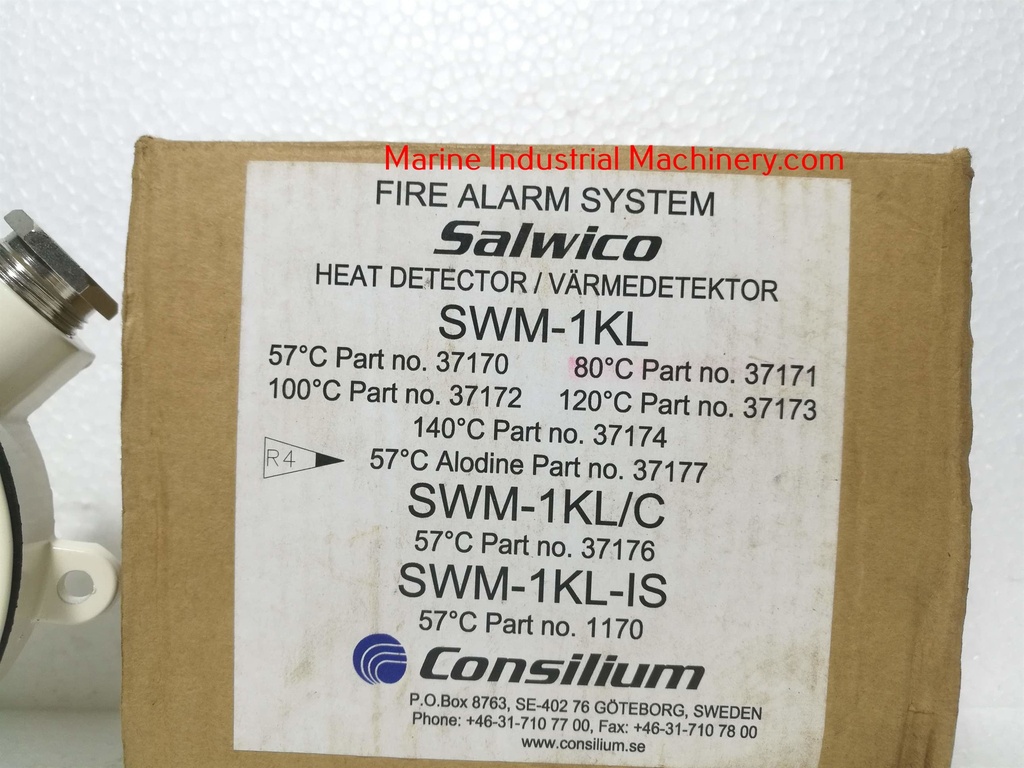 Marine Industrial Machinery.com
FIRE ALARM SYSTEM
Salwico
HEAT DETECTOR / VÄRMEDETEKTOR
SWM-1KL
57°C Part no. 37170 80°C Part no. 37171
100°C Part no. 37172 120°C Part no. 37173
140°C Part no. 37174
R4 57°C Alodine Part no. 37177
SWM-1KL/C
57°C Part no. 37176
SWM-1KL-IS
57°C Part no. 1170
Consilium
P.O.Box 8763, SE-402 76 GÖTEBORG, SWEDEN
Phone: +46-31-710 77 00, Fax: +46-31-710 78 00
www.consilium.se